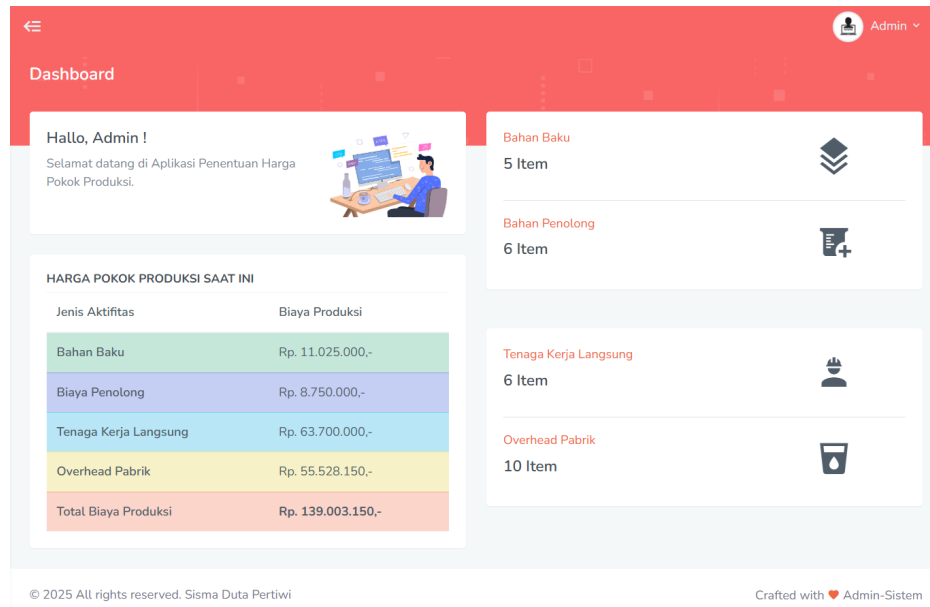 Admin
Dashboard
Hallo, Admin !
Selamat datang di Aplikasi Penentuan Harga
Pokok Produksi.
HARGA POKOK PRODUKSI SAAT INI
Jenis Aktifitas Biaya Produksi
Bahan Baku Rp. 11.025.000,-
Biaya Penolong Rp. 8.750.000,-
Tenaga Kerja Langsung Rp. 63.700.000,-
Overhead Pabrik Rp. 55.528.150,-
Total Biaya Produksi Rp. 139.003.150,-
Bahan Baku
5 Item
Bahan Penolong
6 Item
Tenaga Kerja Langsung
6 Item
Overhead Pabrik
10 Item
© 2025 All rights reserved. Sisma Duta Pertiwi
Crafted with ❤ Admin-Sistem